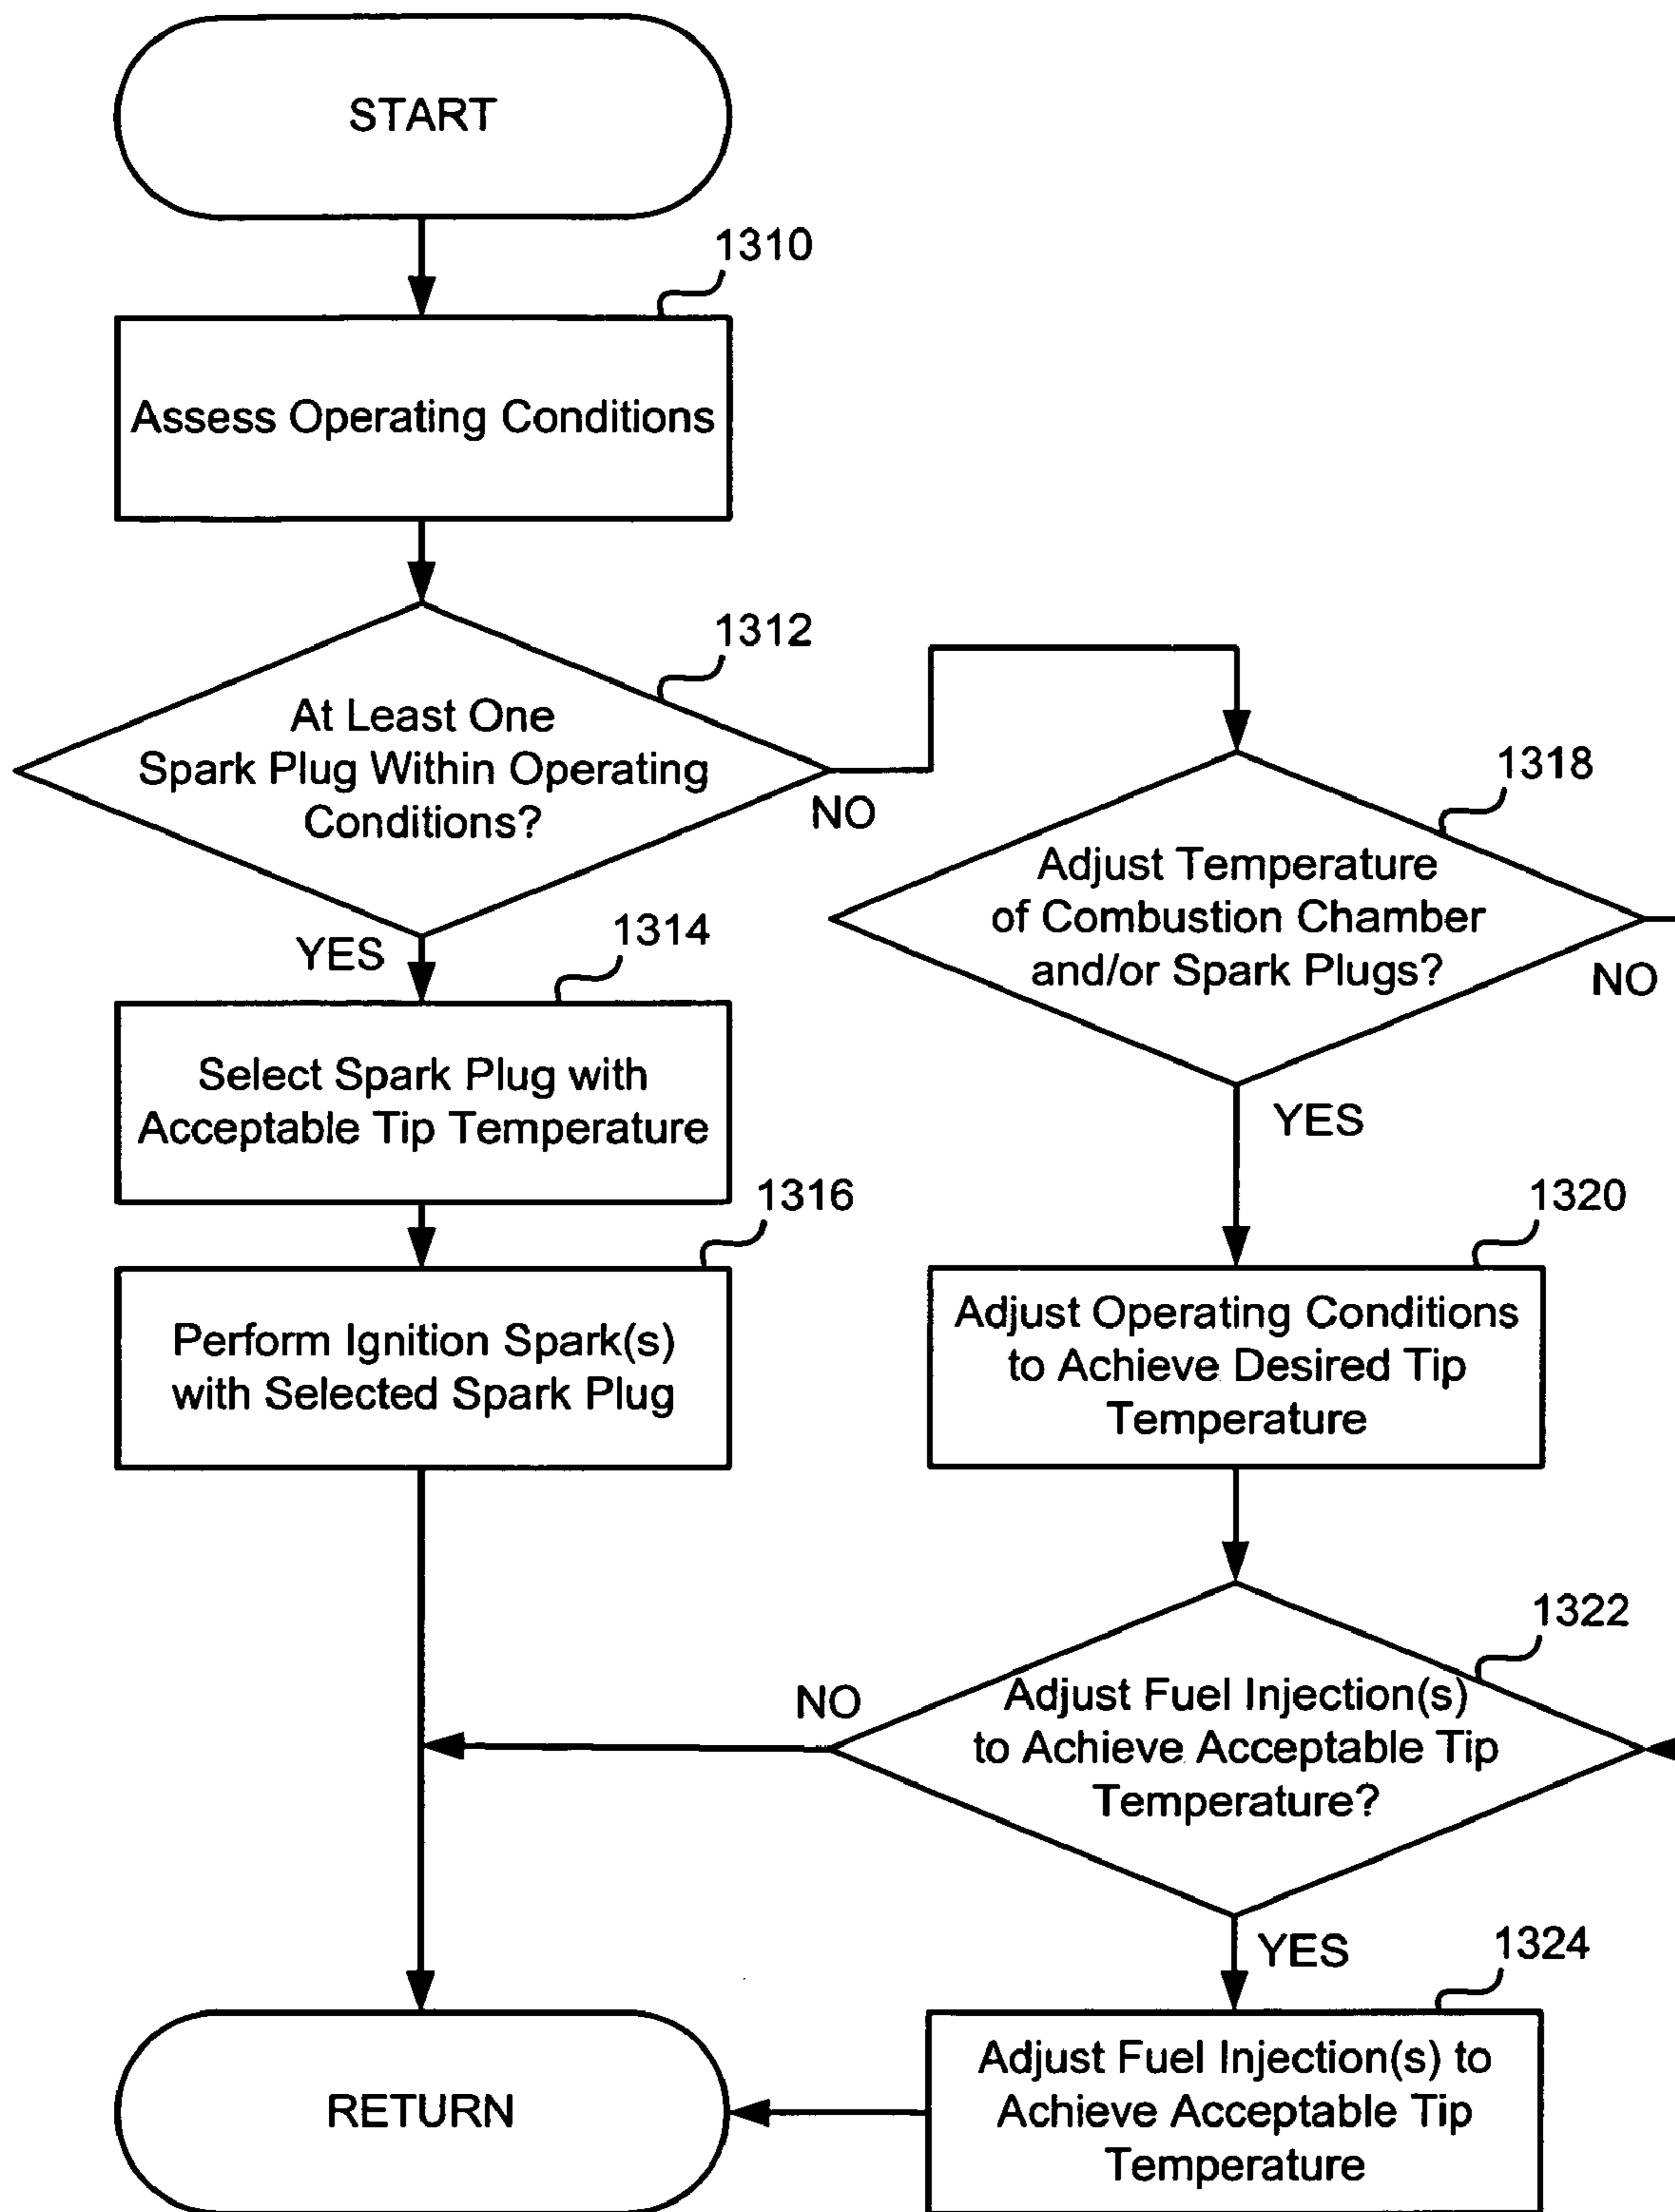 START
1310
Assess Operating Conditions
1312
At Least One
Spark Plug Within Operating
Conditions?
NO
YES
1314
Select Spark Plug with
Acceptable Tip Temperature
1316
Perform Ignition Spark(s)
with Selected Spark Plug
1318
Adjust Temperature
of Combustion Chamber
and/or Spark Plugs?
NO
YES
1320
Adjust Operating Conditions
to Achieve Desired Tip
Temperature
1322
Adjust Fuel Injection(s)
to Achieve Acceptable Tip
Temperature?
NO
YES
1324
Adjust Fuel Injection(s) to
Achieve Acceptable Tip
Temperature
RETURN